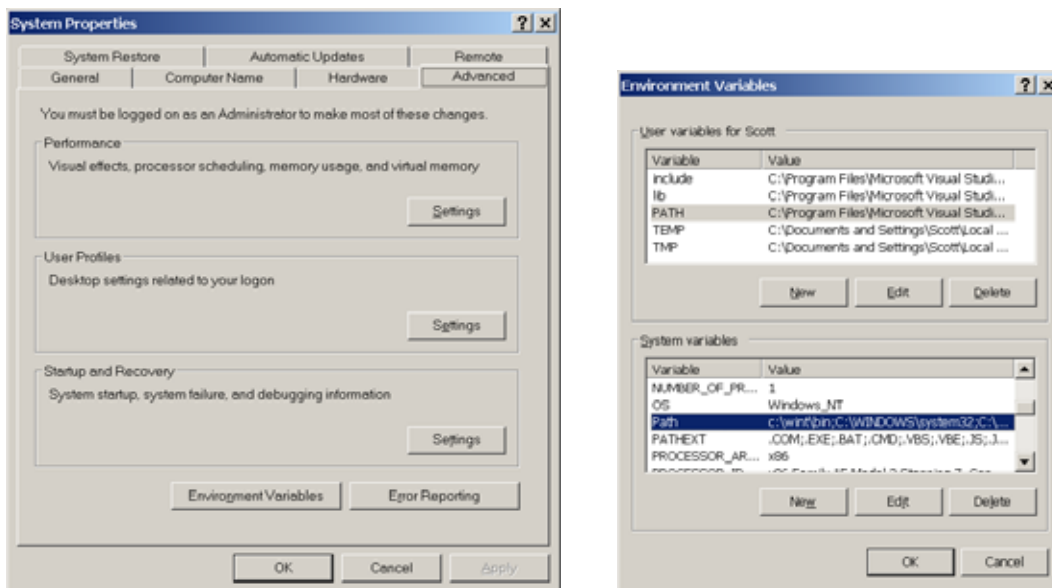 System Properties
System Restore Automatic Updates Remote
General Computer Name Hardware Advanced
You must be logged on as an Administrator to make most of these changes.
Performance
Visual effects, processor scheduling, memory usage, and virtual memory
Settings
User Profiles
Desktop settings related to your logon
Settings
Startup and Recovery
System startup, system failure, and debugging information
Settings
Environment Variables Error Reporting
OK Cancel Apply
Environment Variables
User variables for Scott
Variable Value
include C:\Program Files\Microsoft Visual Studi...
lib C:\Program Files\Microsoft Visual Studi...
PATH C:\Program Files\Microsoft Visual Studi...
TEMP C:\Documents and Settings\Scott\Local ...
TMP C:\Documents and Settings\Scott\Local ...
New Edit Delete
System variables
Variable Value
NUMBER_OF_PR... 1
OS Windows_NT
Path c:\wint\bin;C:\WINDOWS\system32;C:\...
PATHEXT .COM;.EXE;.BAT;.CMD;.VBS;.VBE;.JS;.J...
PROCESSOR_AR... x86
New Edit Delete
OK Cancel